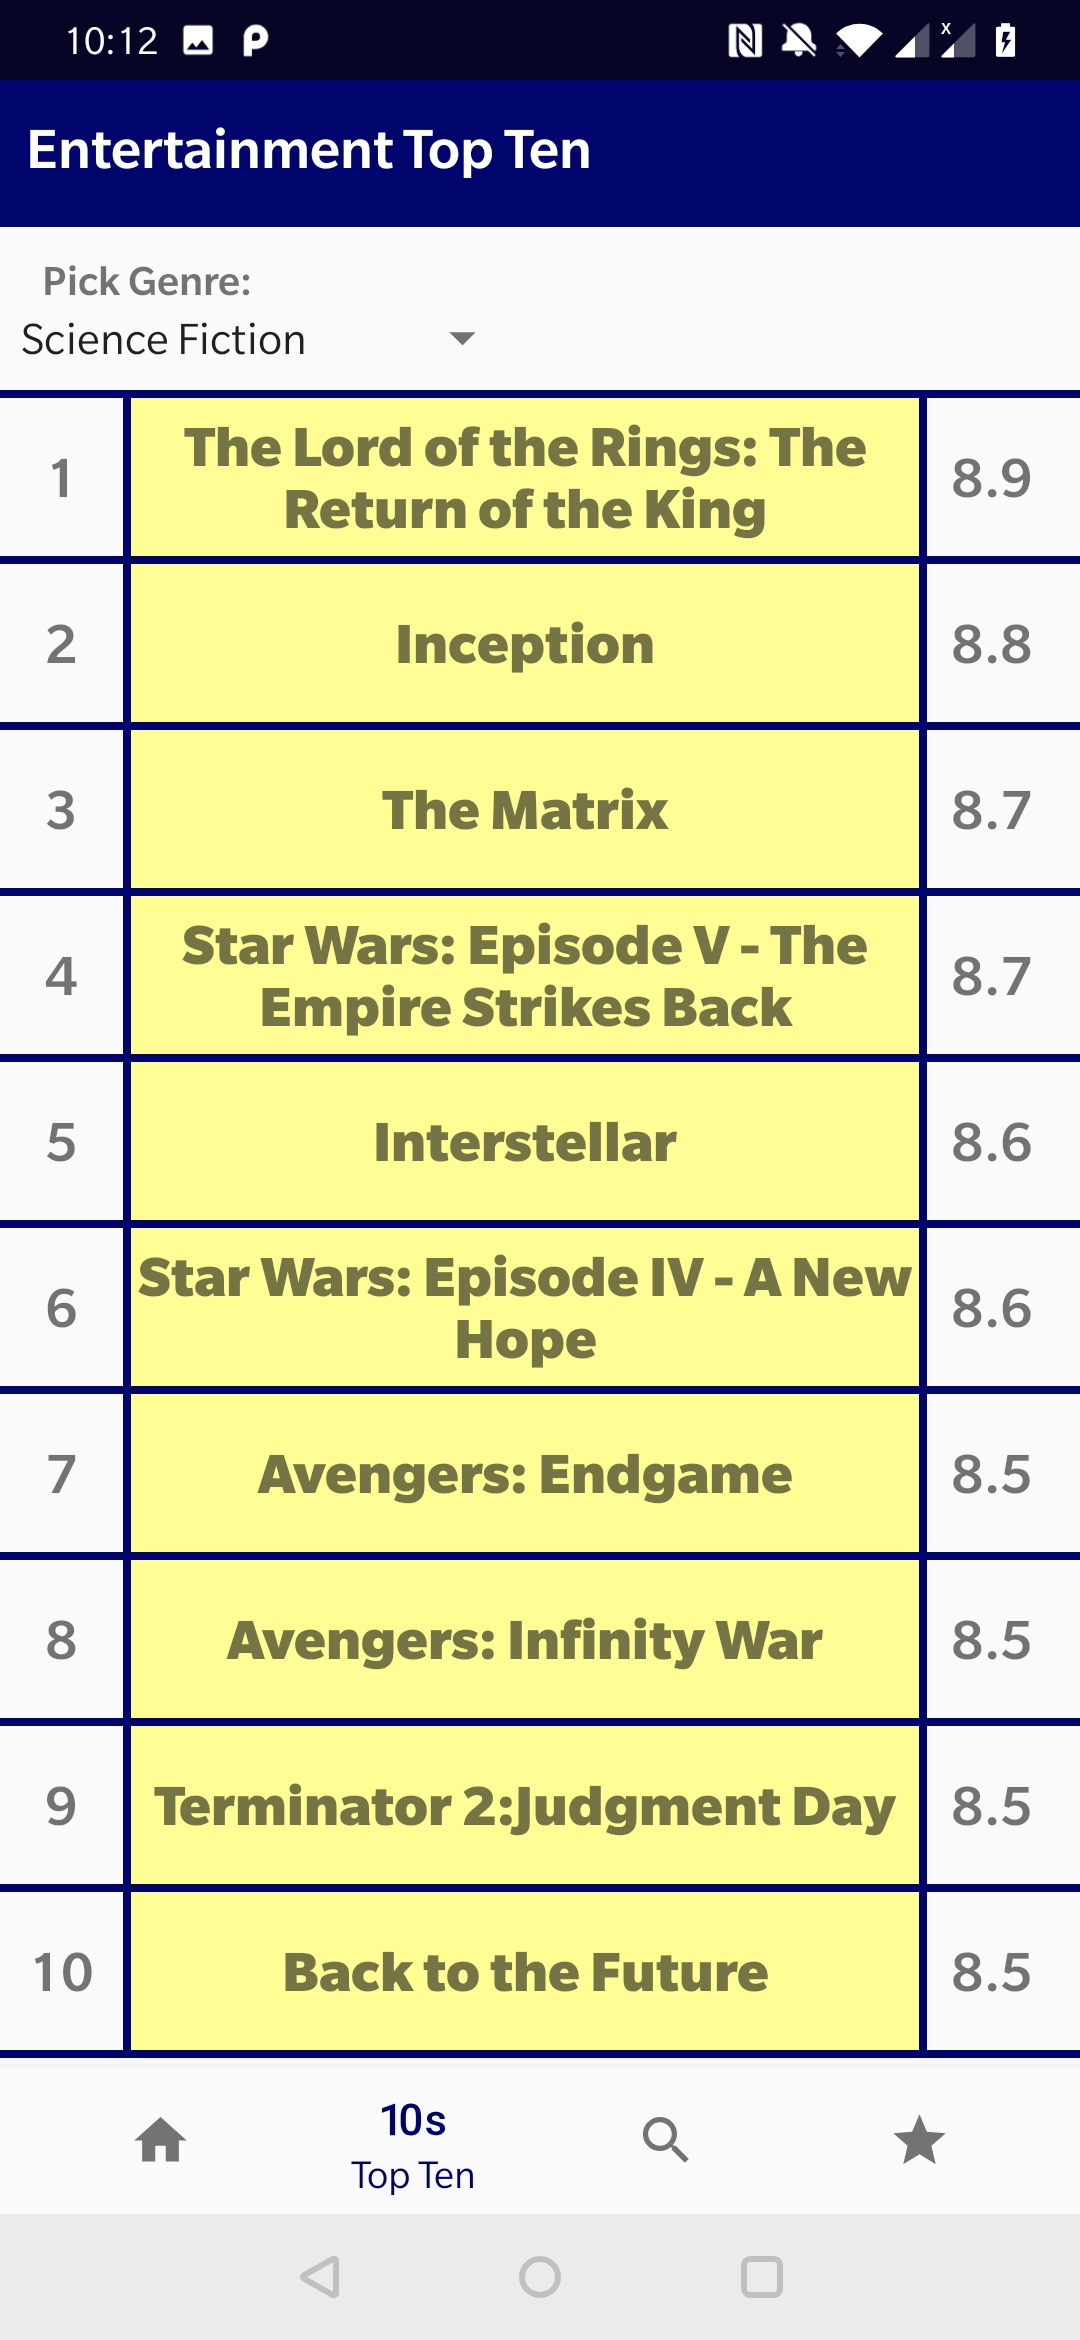 10:12
Entertainment Top Ten
Pick Genre:
Science Fiction
1
The Lord of the Rings: The
Return of the King
8.9
2
Inception
8.8
3
The Matrix
8.7
4
Star Wars: Episode V - The
Empire Strikes Back
8.7
5
Interstellar
8.6
6
Star Wars: Episode IV - A New
Hope
8.6
7
Avengers: Endgame
8.5
8
Avengers: Infinity War
8.5
9
Terminator 2:Judgment Day
8.5
10
Back to the Future
8.5
10s
Top Ten